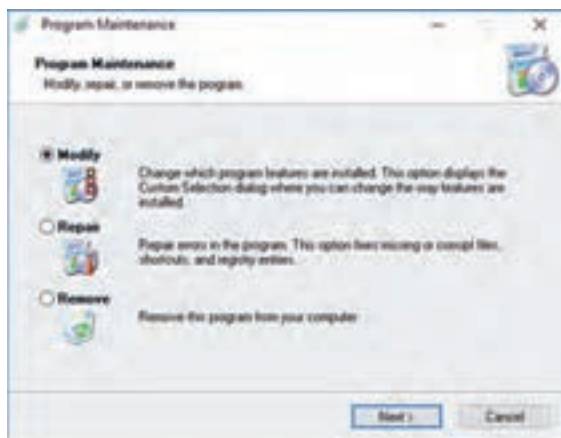 Program Maintenance
Program Maintenance
Modify, repair, or remove the program.
Modify
Change which program features are installed. This option displays the
Custom Selection dialog where you can change the way features are
installed.
Repair
Repair errors in the program. This option fixes missing or corrupt files,
shortcuts, and registry entries.
Remove
Remove this program from your computer.
Next >
Cancel